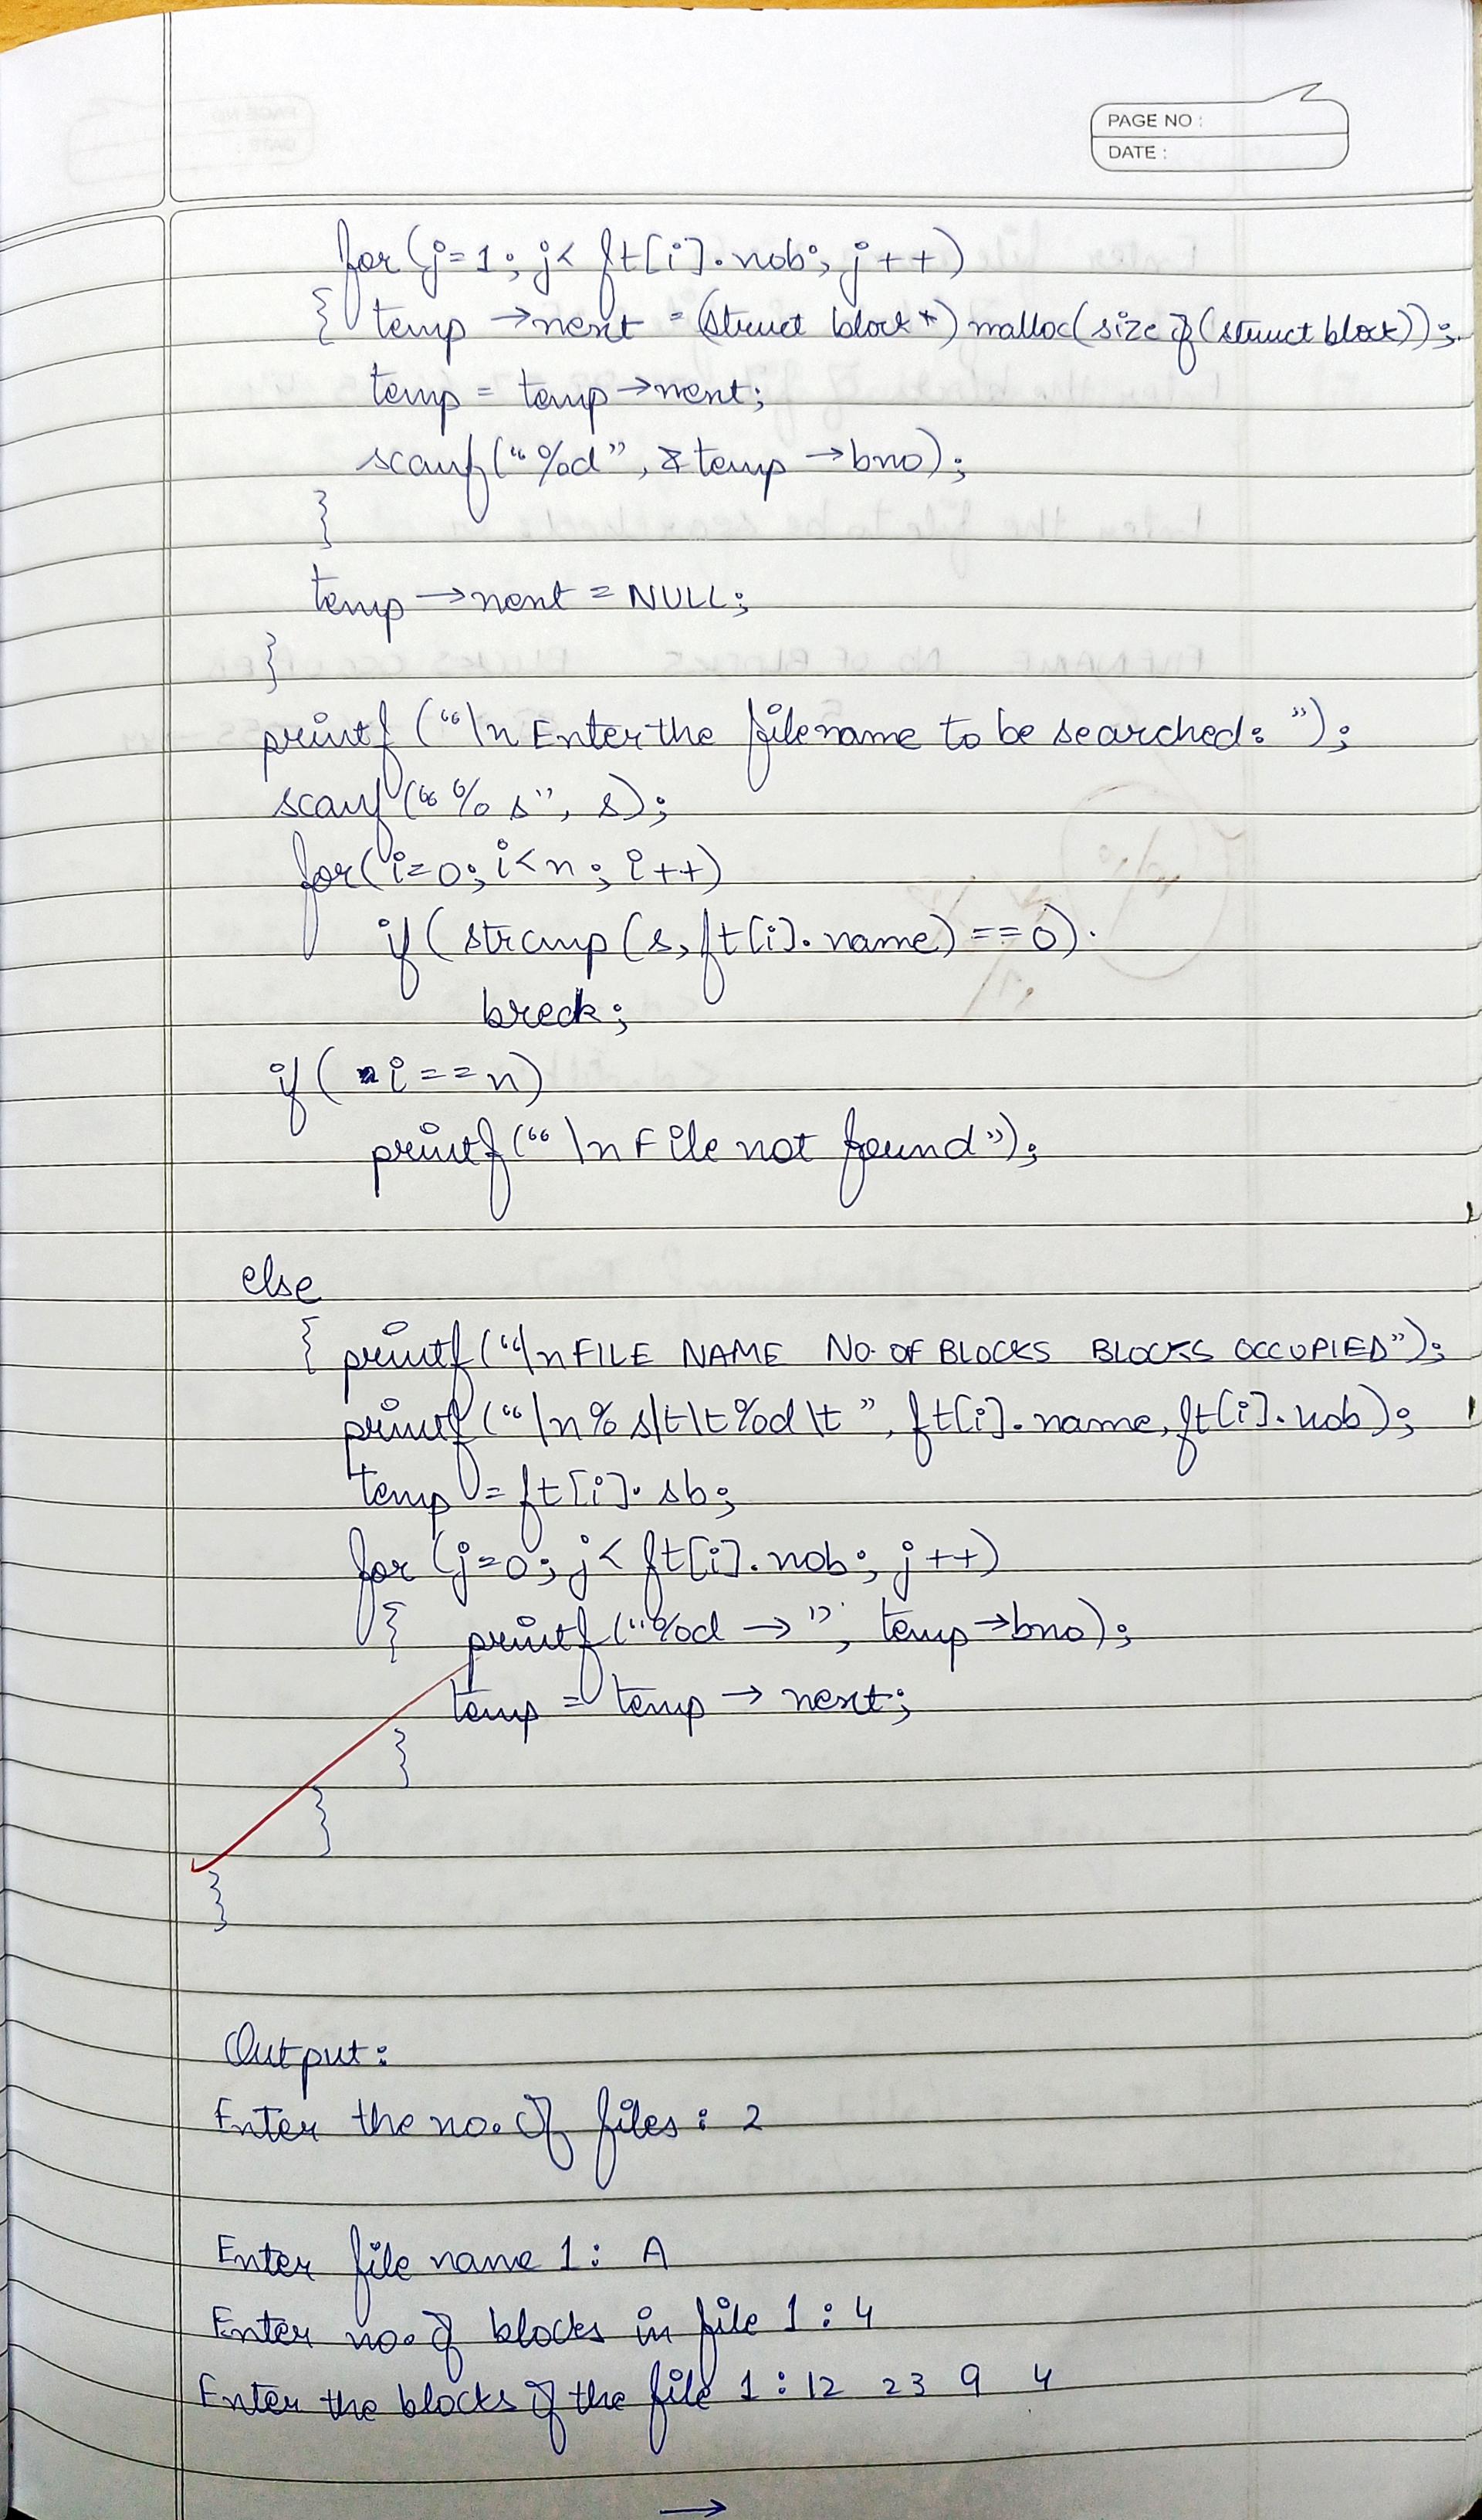 PAGE NO :
DATE :
for (j=1; j< ft[i].nob; j++)
{ temp →next = (struct block*) malloc(size of (struct block));
temp = temp →next;
scanf("%d", &temp →bno);
}
temp →next = NULL;
}
printf ("\n Enter the filename to be searched: ");
scanf ("%s", s);
for(i=0; i<n; i++)
if (strcmp (s, ft[i].name) ==0)
break;
if ( i==n)
printf("\n File not found");
else
{ printf("\n FILE NAME NO. OF BLOCKS BLOCKS OCCUPIED");
printf ("\n%s\t\t%d\t ", ft[i].name, ft[i].nob);
temp = ft[i].sb;
for (j=0; j< ft[i].nob; j++)
{ printf("%d → ", temp→bno);
temp = temp → next;
}
}
}
Output:
Enter the no. of files: 2
Enter file name 1: A
Enter no. of blocks in file 1 : 4
Enter the blocks of the file 1 : 12 23 9 4
→